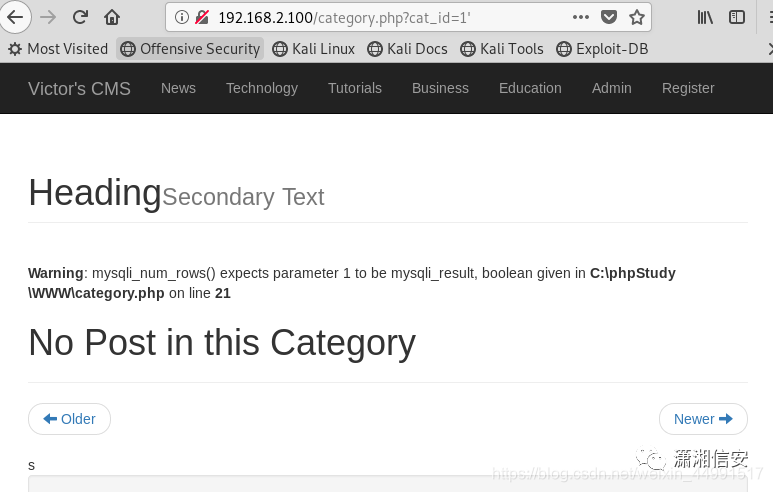 192.168.2.100/category.php?cat_id=1'
Most Visited Offensive Security Kali Linux Kali Docs Kali Tools Exploit-DB
Victor's CMS News Technology Tutorials Business Education Admin Register
HeadingSecondary Text
Warning: mysqli_num_rows() expects parameter 1 to be mysqli_result, boolean given in C:\phpStudy
\WWW\category.php on line 21
No Post in this Category
Older Newer
潇湘信安
s
https://blog.csdn.net/weixin_44991517